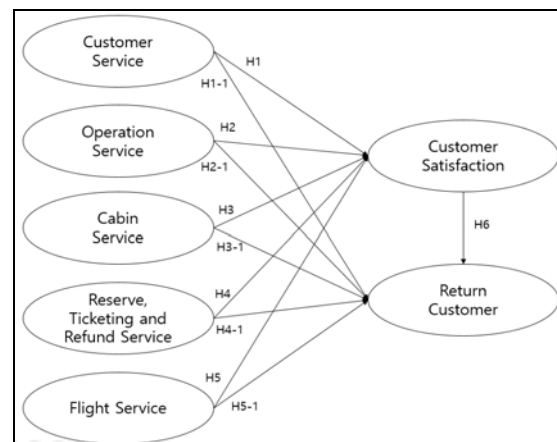 Customer
Service
H1
H1-1
Operation
Service
H2
H2-1
Customer
Satisfaction
Cabin
Service
H3
H3-1
H6
Reserve,
Ticketing and
Refund Service
H4
H4-1
Return
Customer
Flight Service
H5
H5-1